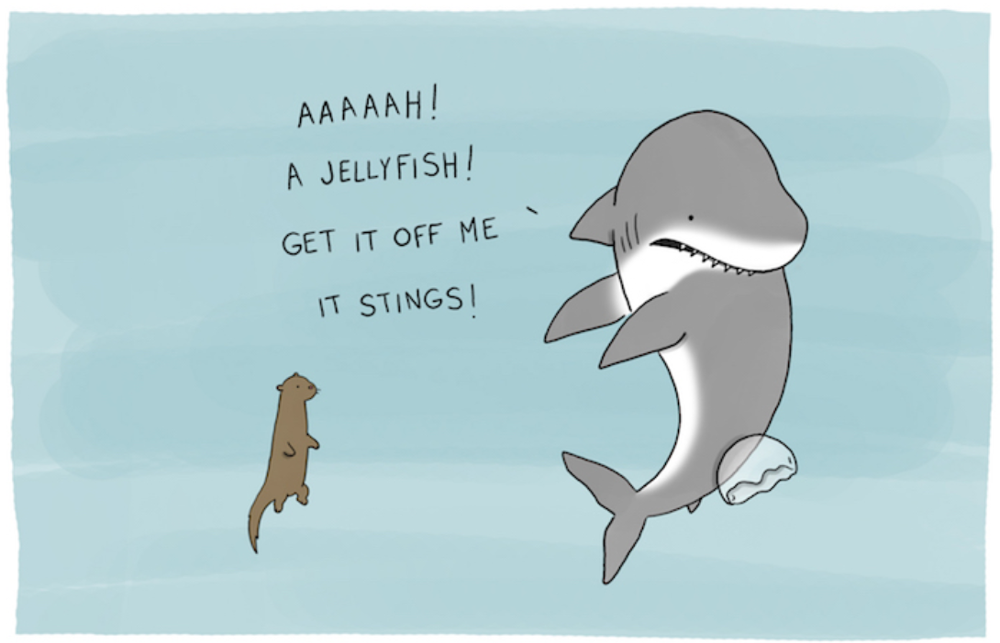 AAAAAH!
A JELLYFISH!
GET IT OFF ME
IT STINGS!